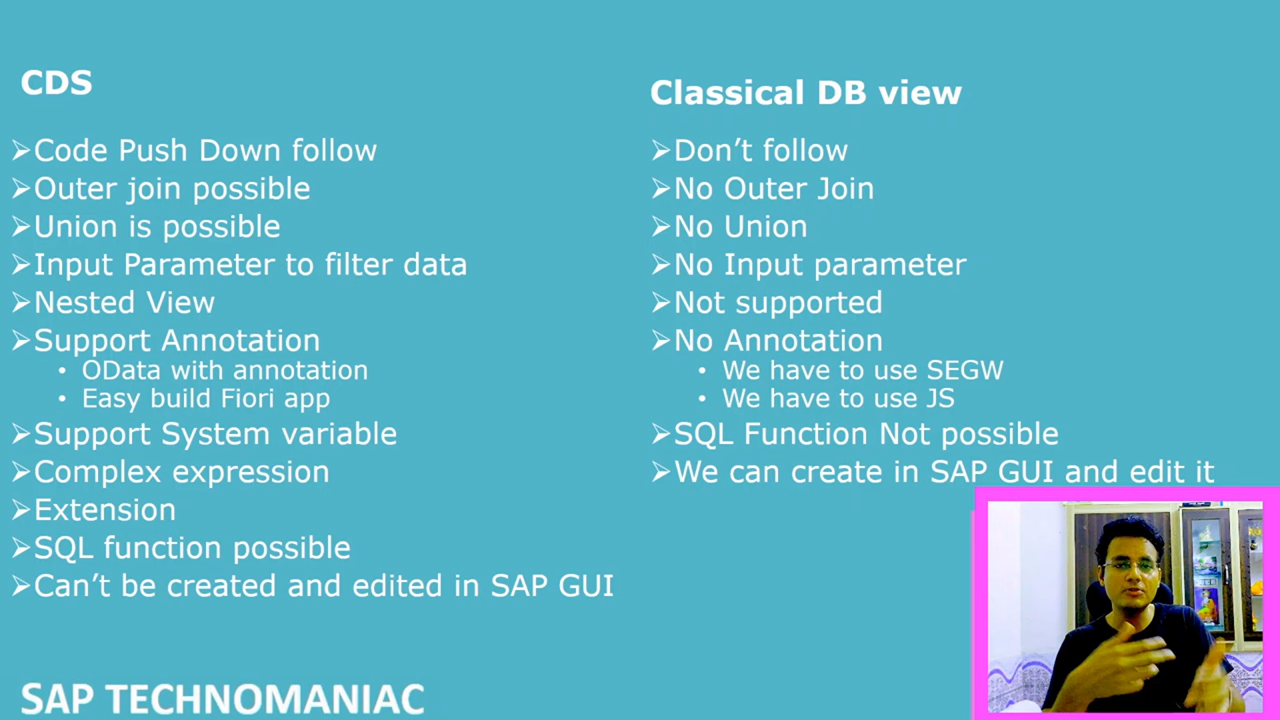 CDS
➢Code Push Down follow
➢Outer join possible
➢Union is possible
➢Input Parameter to filter data
➢Nested View
➢Support Annotation
• OData with annotation
• Easy build Fiori app
➢Support System variable
➢Complex expression
➢Extension
➢SQL function possible
➢Can’t be created and edited in SAP GUI
Classical DB view
➢Don’t follow
➢No Outer Join
➢No Union
➢No Input parameter
➢Not supported
➢No Annotation
• We have to use SEGW
• We have to use JS
➢SQL Function Not possible
➢We can create in SAP GUI and edit it
SAP TECHNOMANIAC